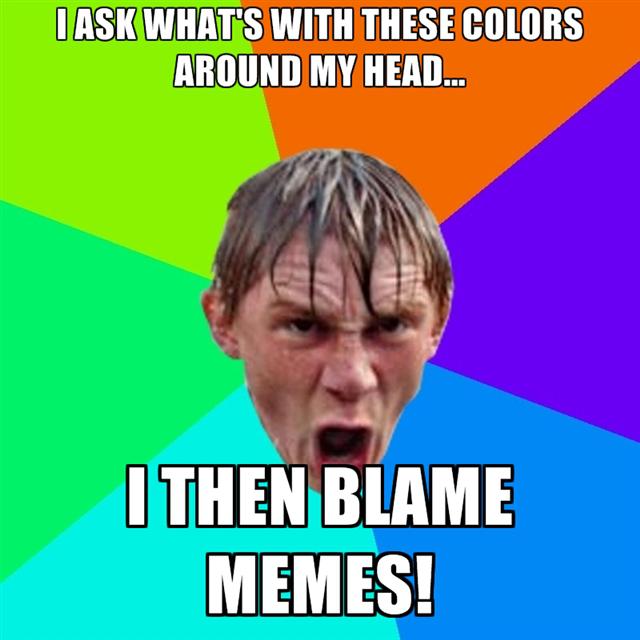 I ASK WHAT'S WITH THESE COLORS
AROUND MY HEAD...
I THEN BLAME
MEMES!